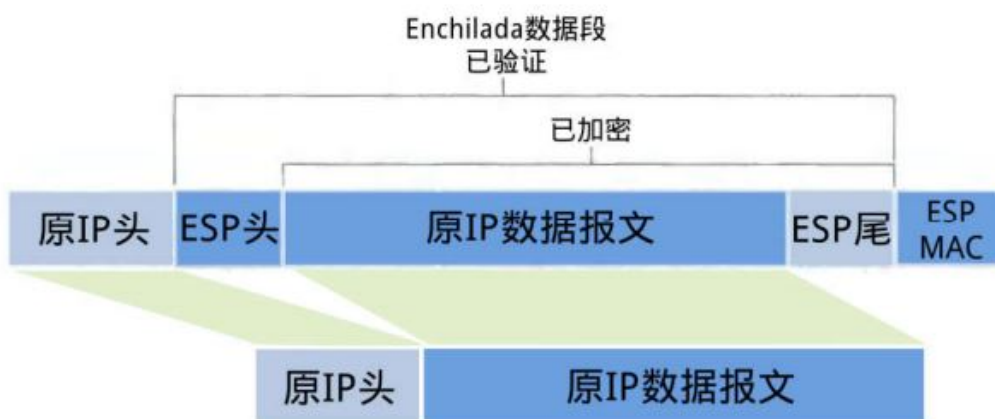 Enchilada数据段
已验证
已加密
原IP头
ESP头
原IP数据报文
ESP尾
ESP
MAC
原IP头
原IP数据报文